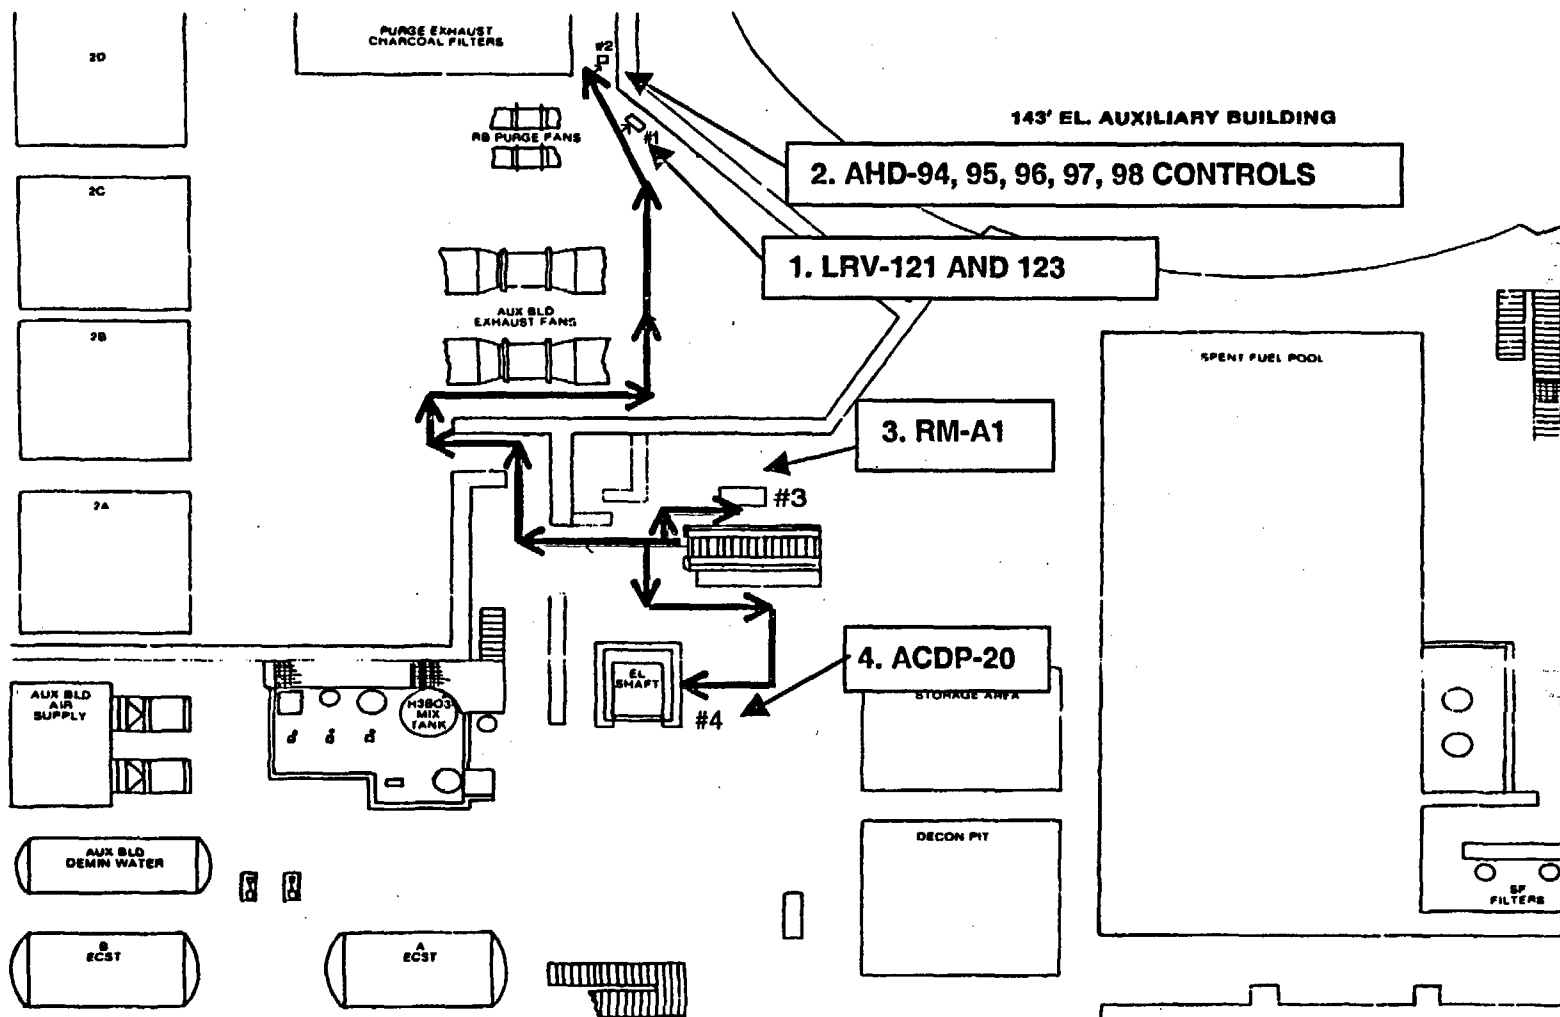 2D
PURGE EXHAUST
CHARCOAL FILTERS
#2
143' EL. AUXILIARY BUILDING
RB PURGE FANS
#1
2. AHD-94, 95, 96, 97, 98 CONTROLS
2C
1. LRV-121 AND 123
AUX BLD
EXHAUST FANS
2B
SPENT FUEL POOL
3. RM-A1
2A
#3
4. ACDP-20
EL
SHAFT
STORAGE AREA
#4
AUX BLD
AIR
SUPPLY
H3BO3
MIX
TANK
AUX BLD
DEMIN WATER
DECON PIT
SF
FILTERS
B
ECST
A
ECST